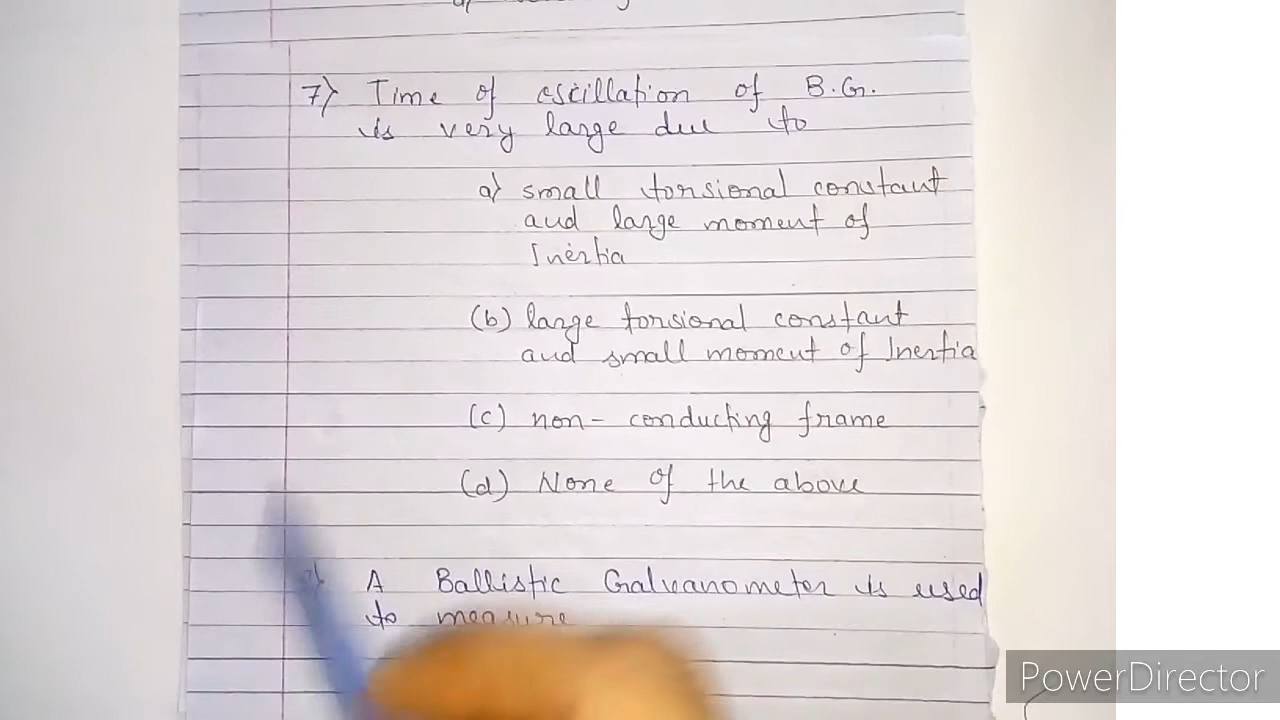 7) Time of oscillation of B.G.
is very large due to
a) small torsional constant
and large moment of
Inertia
(b) large torsional constant
and small moment of Inertia
(c) non-conducting frame
(d) None of the above
A Ballistic Galvanometer is used
to measure
PowerDirector